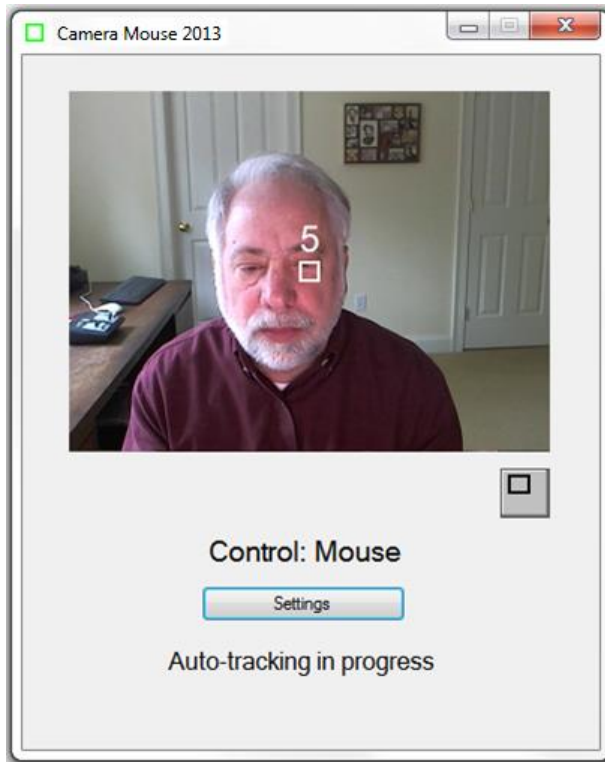 Camera Mouse 2013
5
Control: Mouse
Settings
Auto-tracking in progress